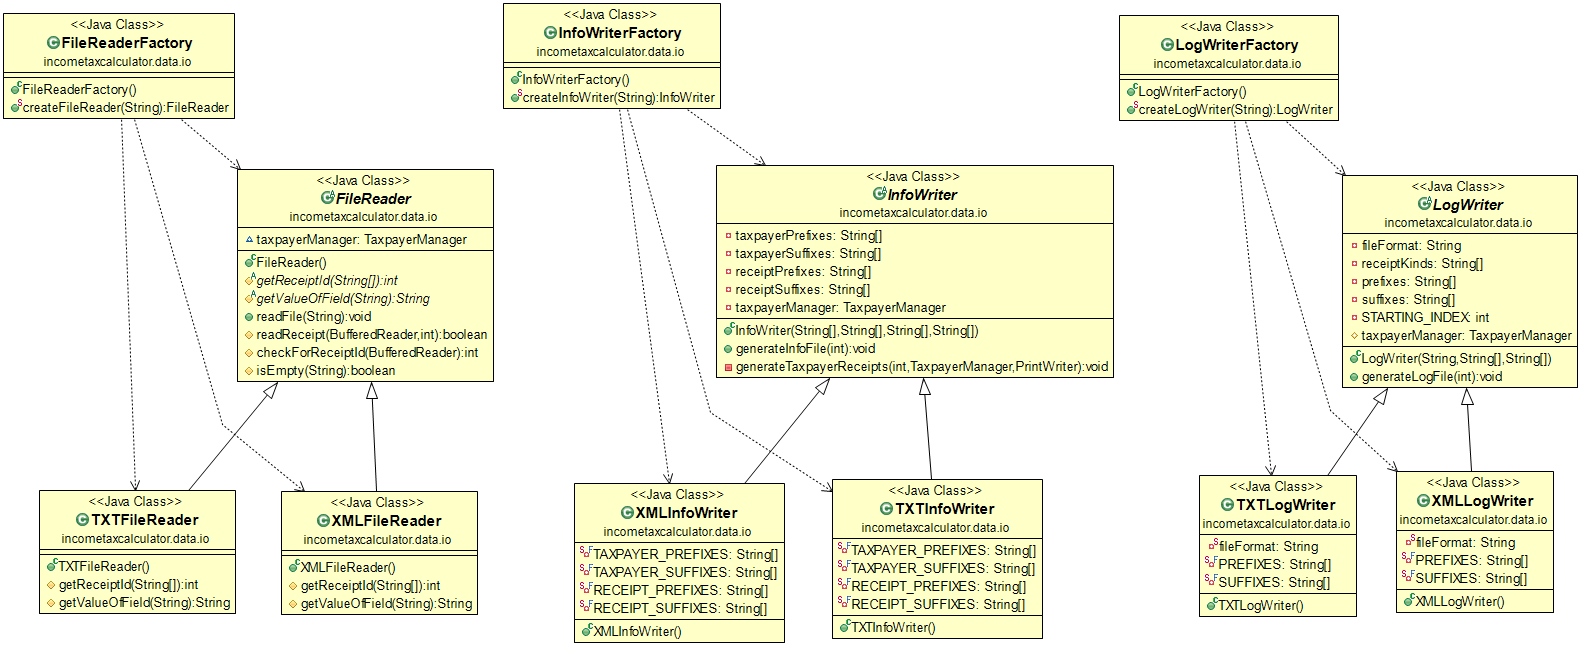 <<Java Class>>
FileReaderFactory
incometaxcalculator.data.io
FileReaderFactory()
createFileReader(String):FileReader
<<Java Class>>
InfoWriterFactory
incometaxcalculator.data.io
InfoWriterFactory()
createInfoWriter(String):InfoWriter
<<Java Class>>
LogWriterFactory
incometaxcalculator.data.io
LogWriterFactory()
createLogWriter(String):LogWriter
<<Java Class>>
FileReader
incometaxcalculator.data.io
taxpayerManager: TaxpayerManager
FileReader()
getReceiptId(String[]):int
getValueOfField(String):String
readFile(String):void
readReceipt(BufferedReader,int):boolean
checkForReceiptId(BufferedReader):int
isEmpty(String):boolean
<<Java Class>>
InfoWriter
incometaxcalculator.data.io
taxpayerPrefixes: String[]
taxpayerSuffixes: String[]
receiptPrefixes: String[]
receiptSuffixes: String[]
taxpayerManager: TaxpayerManager
InfoWriter(String[],String[],String[],String[])
generateInfoFile(int):void
generateTaxpayerReceipts(int,TaxpayerManager,PrintWriter):void
<<Java Class>>
LogWriter
incometaxcalculator.data.io
fileFormat: String
receiptKinds: String[]
prefixes: String[]
suffixes: String[]
STARTING_INDEX: int
taxpayerManager: TaxpayerManager
LogWriter(String,String[],String[])
generateLogFile(int):void
<<Java Class>>
TXTFileReader
incometaxcalculator.data.io
TXTFileReader()
getReceiptId(String[]):int
getValueOfField(String):String
<<Java Class>>
XMLFileReader
incometaxcalculator.data.io
XMLFileReader()
getReceiptId(String[]):int
getValueOfField(String):String
<<Java Class>>
XMLInfoWriter
incometaxcalculator.data.io
TAXPAYER_PREFIXES: String[]
TAXPAYER_SUFFIXES: String[]
RECEIPT_PREFIXES: String[]
RECEIPT_SUFFIXES: String[]
XMLInfoWriter()
<<Java Class>>
TXTInfoWriter
incometaxcalculator.data.io
TAXPAYER_PREFIXES: String[]
TAXPAYER_SUFFIXES: String[]
RECEIPT_PREFIXES: String[]
RECEIPT_SUFFIXES: String[]
TXTInfoWriter()
<<Java Class>>
TXTLogWriter
incometaxcalculator.data.io
fileFormat: String
PREFIXES: String[]
SUFFIXES: String[]
TXTLogWriter()
<<Java Class>>
XMLLogWriter
incometaxcalculator.data.io
fileFormat: String
PREFIXES: String[]
SUFFIXES: String[]
XMLLogWriter()